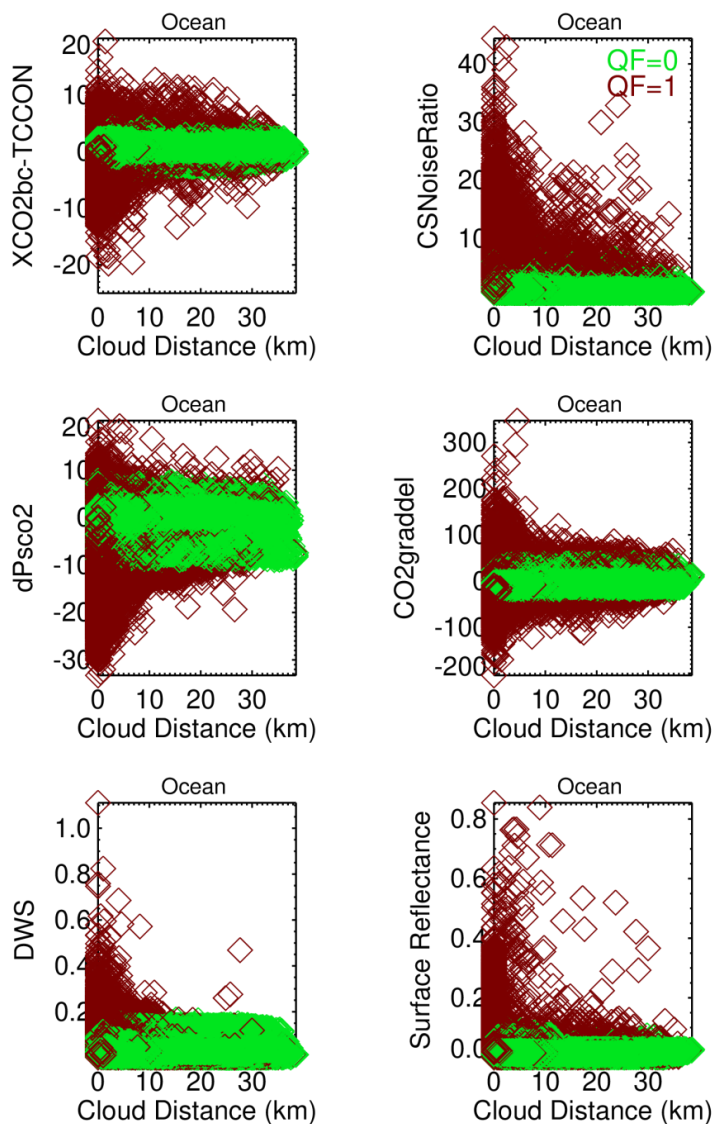 Ocean
XCO2bc-TCCON
20
10
0
-10
-20
0 10 20 30
Cloud Distance (km)
Ocean
QF=0
QF=1
CSNoiseRatio
40
30
20
10
0 10 20 30
Cloud Distance (km)
Ocean
dPsco2
20
10
0
-10
-20
-30
0 10 20 30
Cloud Distance (km)
Ocean
CO2graddel
300
200
100
0
-100
-200
0 10 20 30
Cloud Distance (km)
Ocean
DWS
1.0
0.8
0.6
0.4
0.2
0 10 20 30
Cloud Distance (km)
Ocean
Surface Reflectance
0.8
0.6
0.4
0.2
0.0
0 10 20 30
Cloud Distance (km)